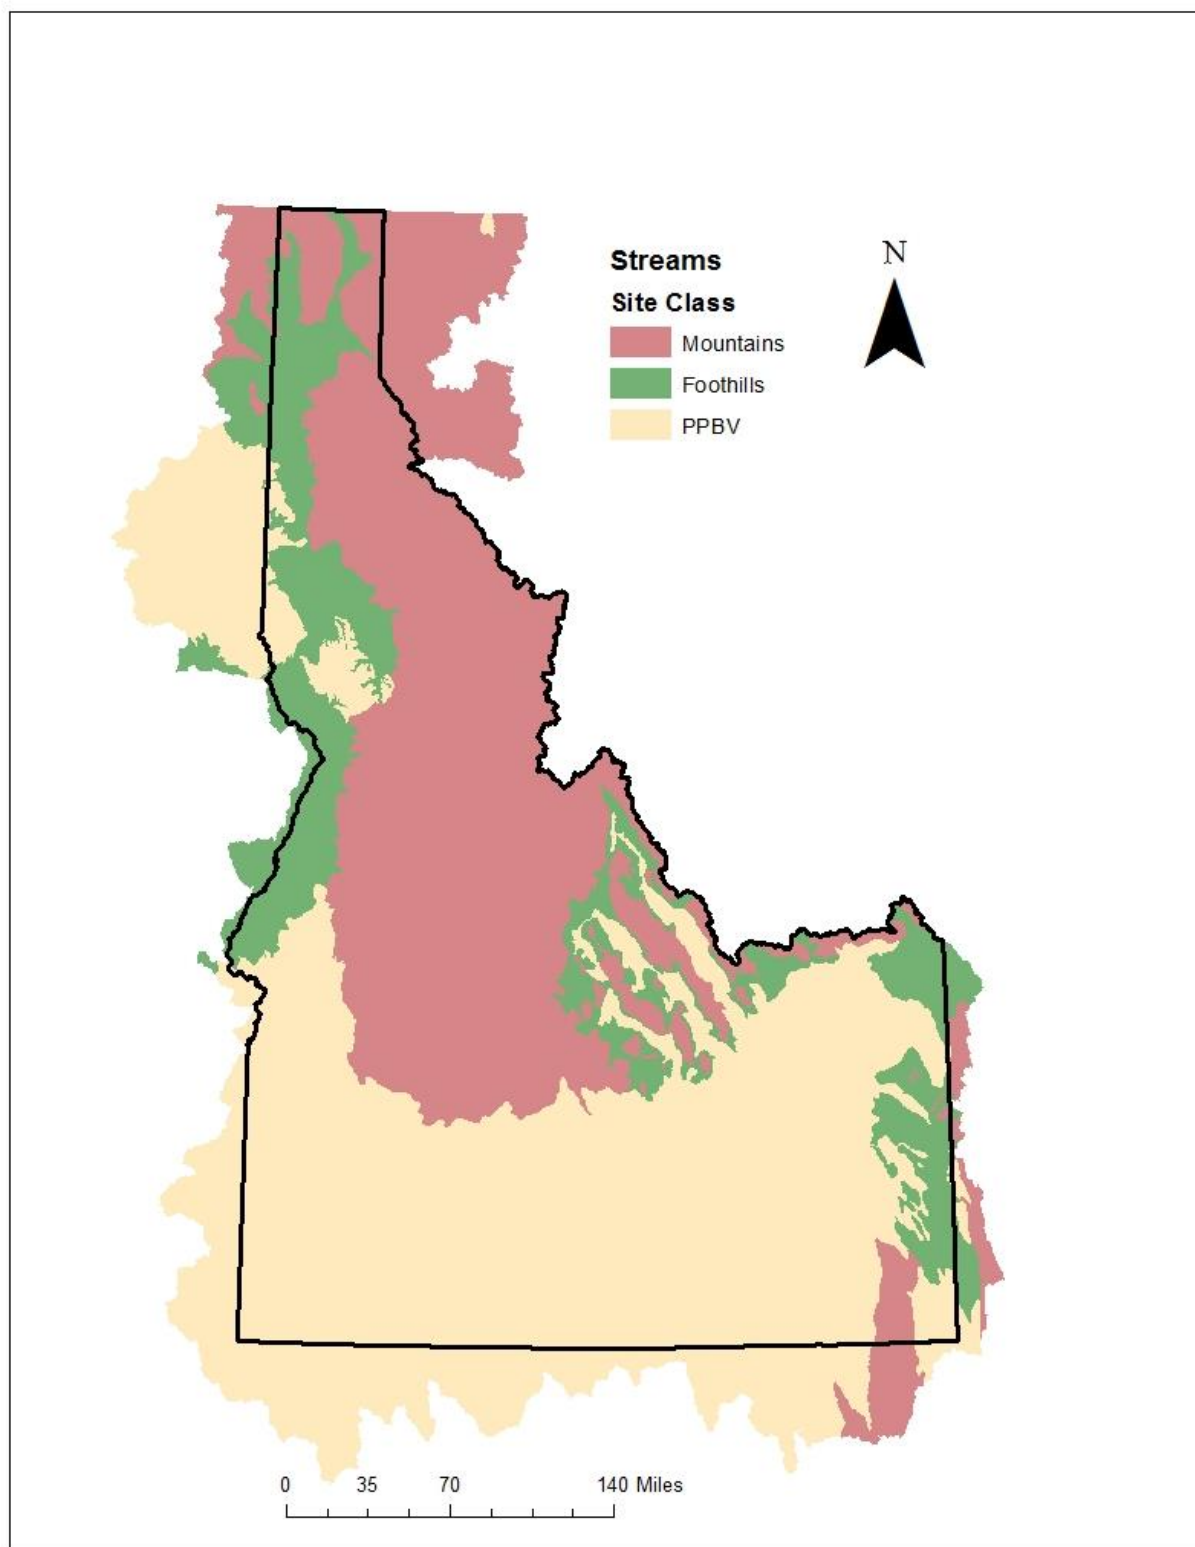 Streams
Site Class
Mountains
Foothills
PPBV
N
0 35 70 140 Miles